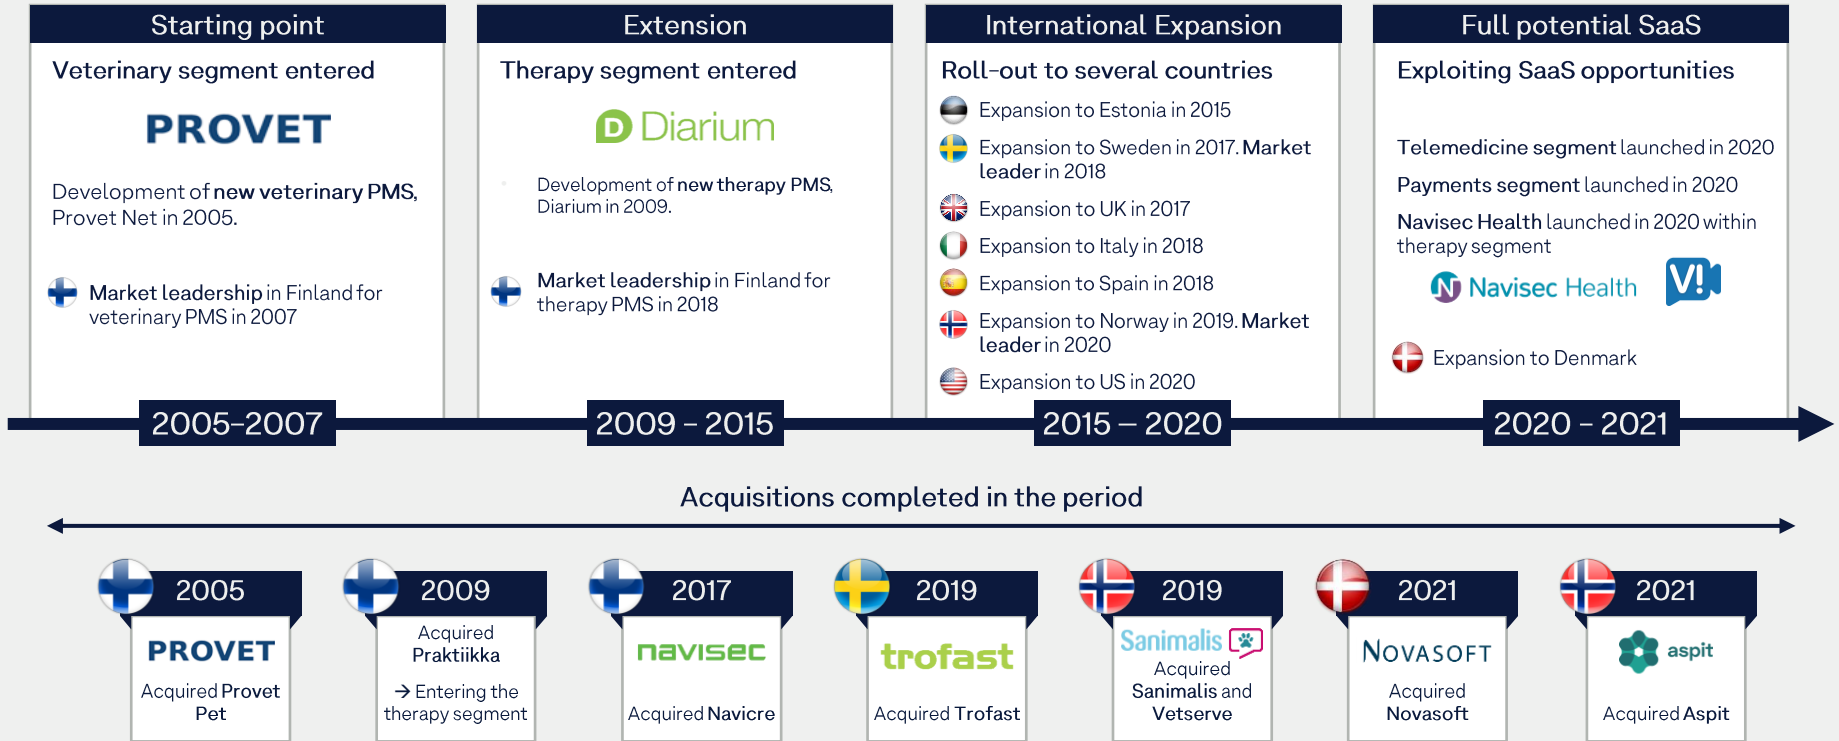 Starting point
Veterinary segment entered
PROVET
Development of new veterinary PMS,
Provet Net in 2005.
Market leadership in Finland for
veterinary PMS in 2007
2005-2007
Extension
Therapy segment entered
D Diarium
Development of new therapy PMS,
Diarium in 2009.
Market leadership in Finland for
therapy PMS in 2018
2009 - 2015
International Expansion
Roll-out to several countries
Expansion to Estonia in 2015
Expansion to Sweden in 2017. Market
leader in 2018
Expansion to UK in 2017
Expansion to Italy in 2018
Expansion to Spain in 2018
Expansion to Norway in 2019. Market
leader in 2020
Expansion to US in 2020
2015 – 2020
Full potential SaaS
Exploiting SaaS opportunities
Telemedicine segment launched in 2020
Payments segment launched in 2020
Navisec Health launched in 2020 within
therapy segment
N Navisec Health
V!
Expansion to Denmark
2020 - 2021
Acquisitions completed in the period
2005
PROVET
Acquired Provet
Pet
2009
Acquired
Praktiikka
→ Entering the
therapy segment
2017
navisec
Acquired Navicre
2019
trofast
Acquired Trofast
2019
Sanimalis
Acquired
Sanimalis and
Vetserve
2021
NOVASOFT
Acquired
Novasoft
2021
aspit
Acquired Aspit